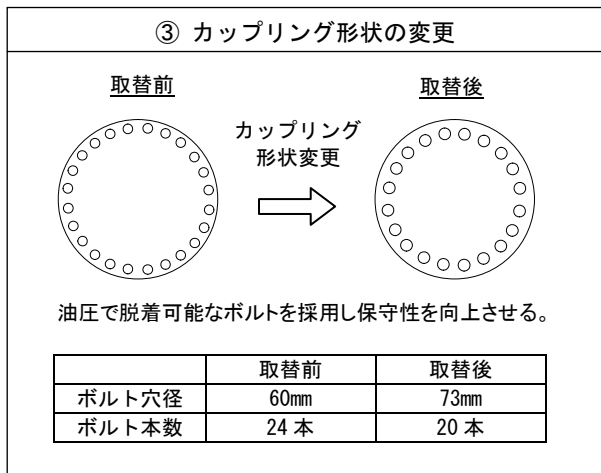 ③ カップリング形状の変更
取替前
取替後
カップリング
形状変更
油圧で脱着可能なボルトを採用し保守性を向上させる。
取替前 取替後
ボルト穴径 60mm 73mm
ボルト本数 24 本 20 本